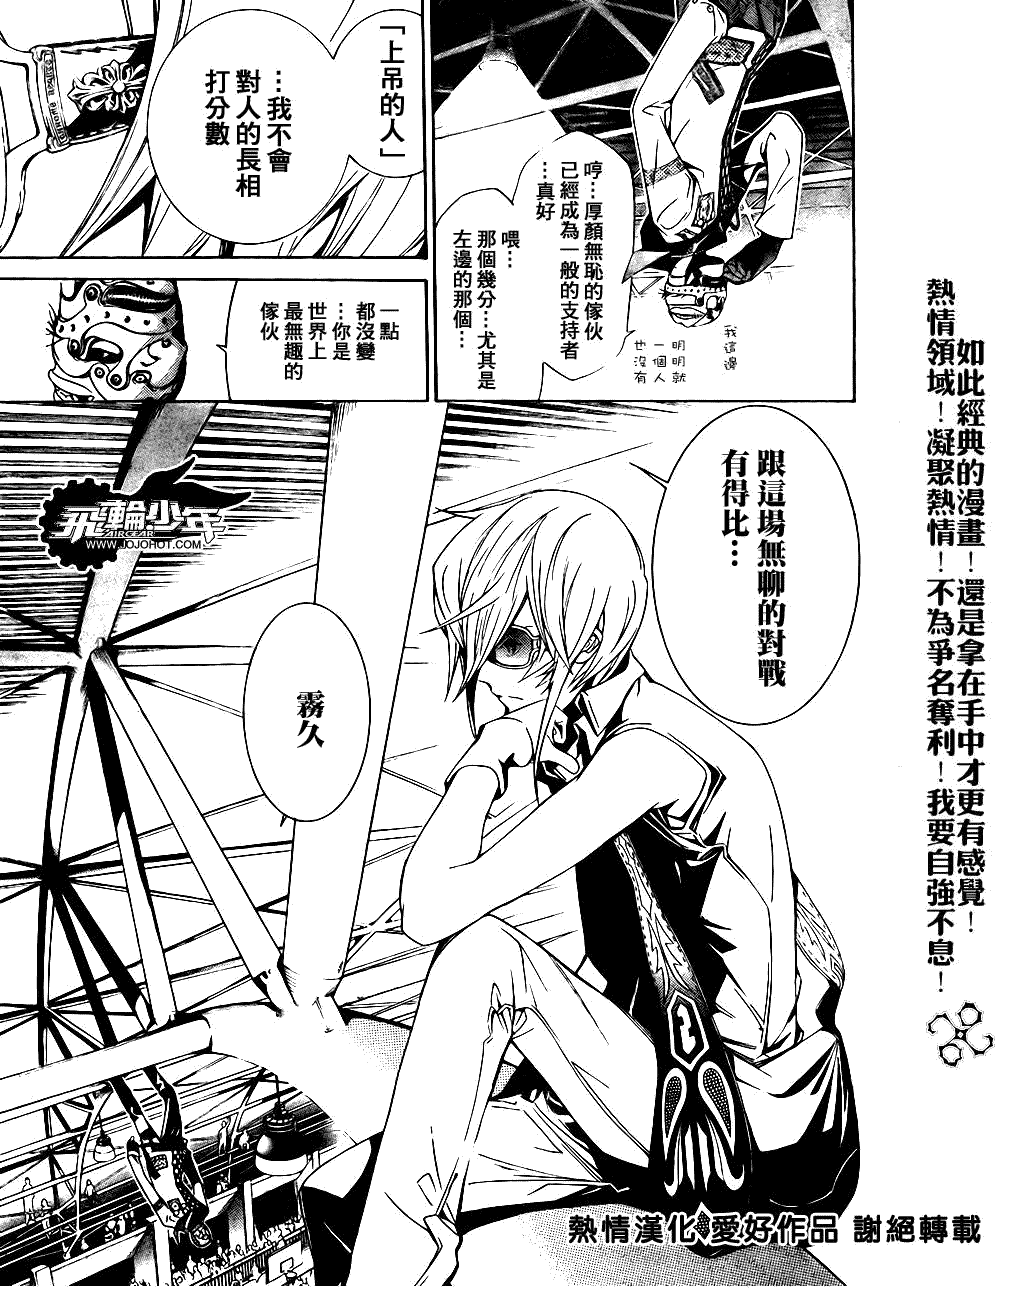 哼…厚顏無恥的傢伙
已經成為一般的支持者
…真好
喂…
那個幾分…尤其是
左邊的那個…
我這邊
明明就
一個人
也沒有
「上吊的人」
…我不會
對人的長相
打分數
一點
都沒變
…你是
世界上
最無趣的
傢伙
跟這場無聊的對戰
有得比…
霧久
飛輪少年
AIRGEAR
WWW.JOJOHOT.COM
如此經典的漫畫！還是拿在手中才更有感覺！
熱情領域！凝聚熱情！不為爭名奪利！我要自強不息！
熱情漢化 愛好作品 謝絕轉載